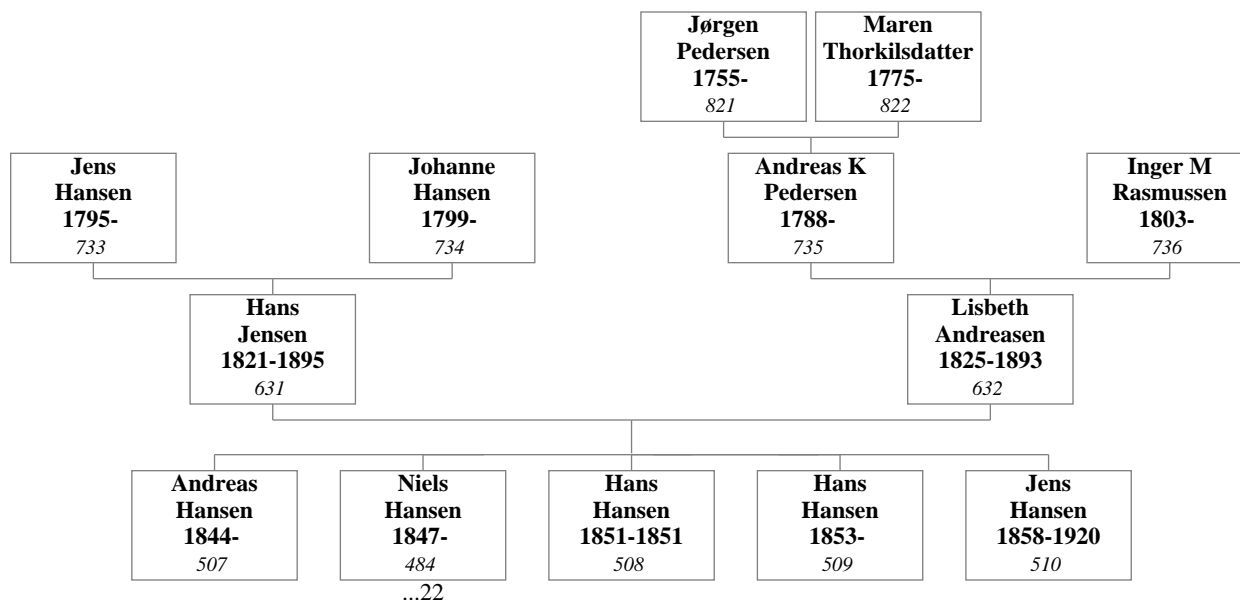 Jørgen
Pedersen
1755-
821
Maren
Thorkilsdatter
1775-
822
Jens
Hansen
1795-
733
Johanne
Hansen
1799-
734
Andreas K
Pedersen
1788-
735
Inger M
Rasmussen
1803-
736
Hans
Jensen
1821-1895
631
Lisbeth
Andreasen
1825-1893
632
Andreas
Hansen
1844-
507
Niels
Hansen
1847-
484
...22
Hans
Hansen
1851-1851
508
Hans
Hansen
1853-
509
Jens
Hansen
1858-1920
510